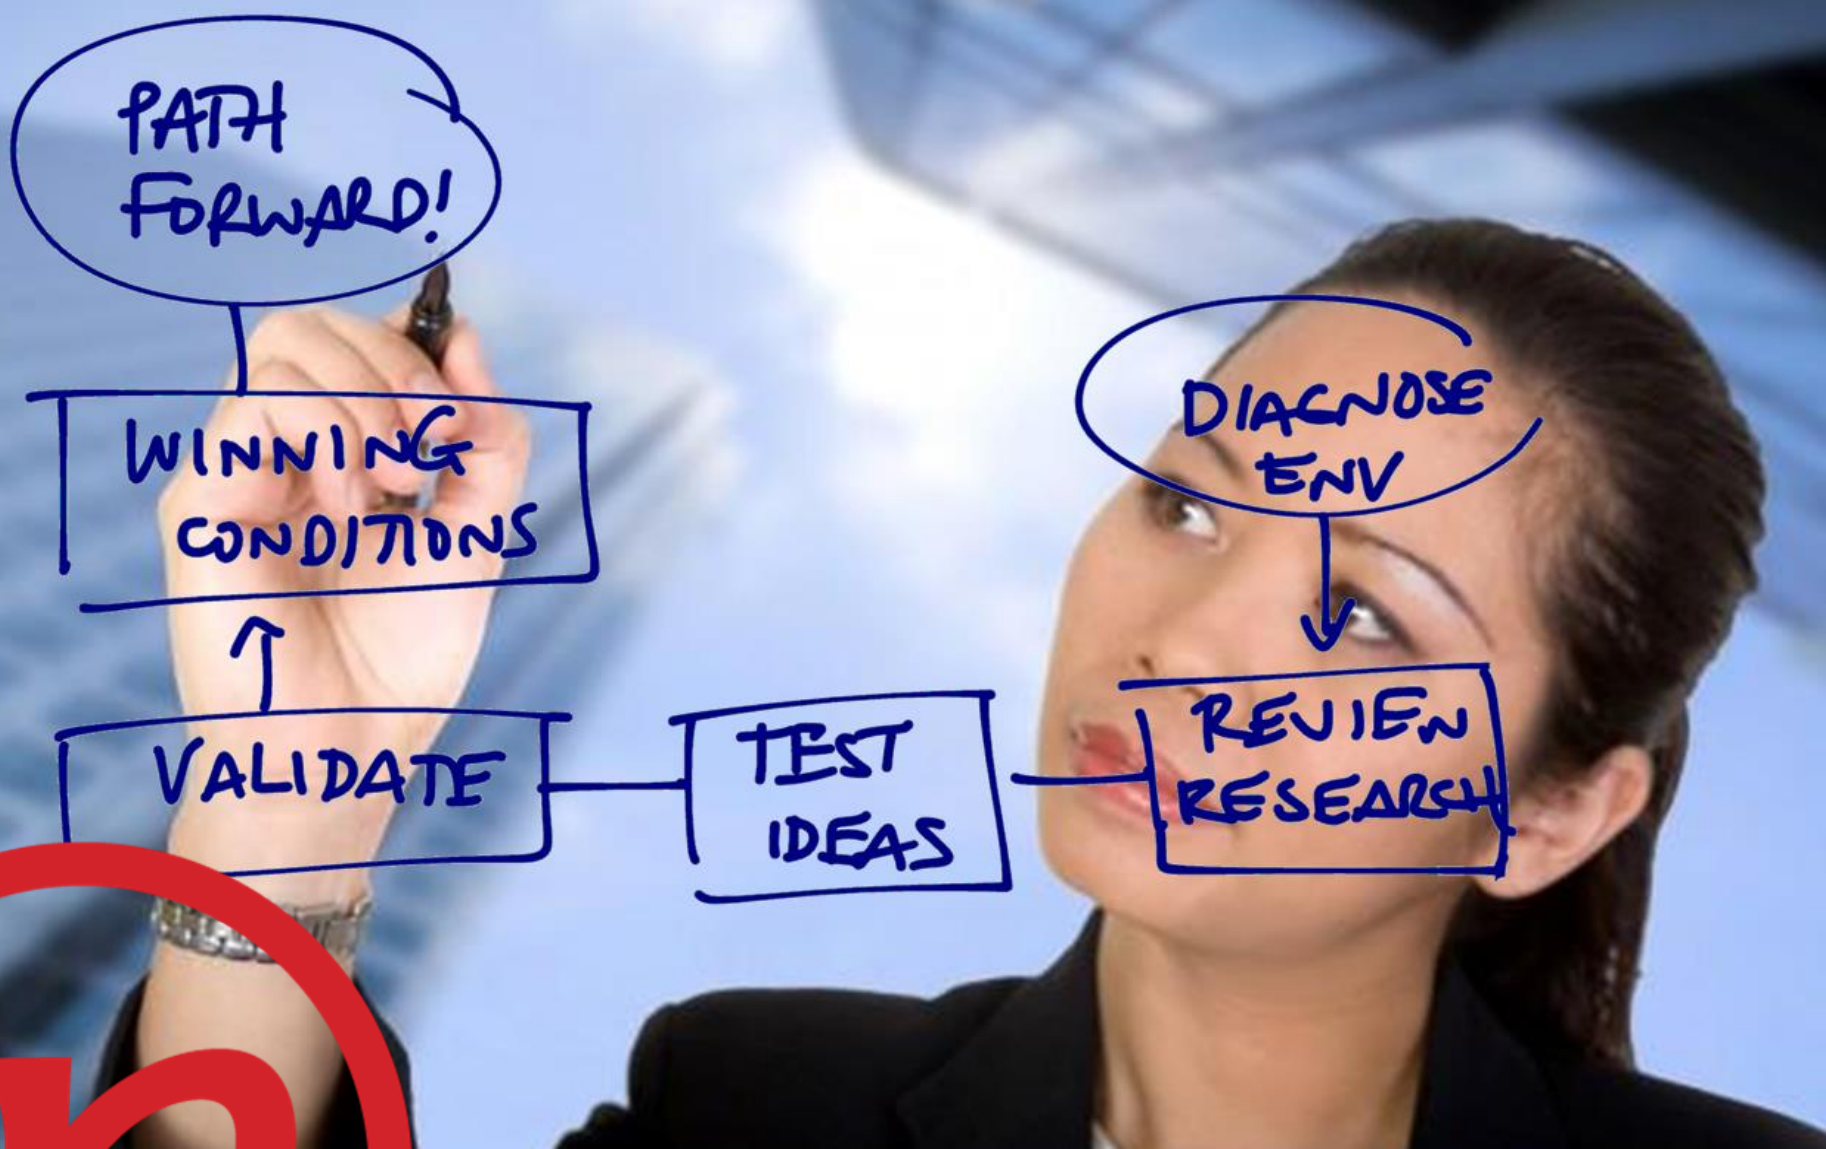 PATH
FORWARD!
WINNING
CONDITIONS
VALIDATE
TEST
IDEAS
DIAGNOSE
ENV
REVIEW
RESEARCH
n